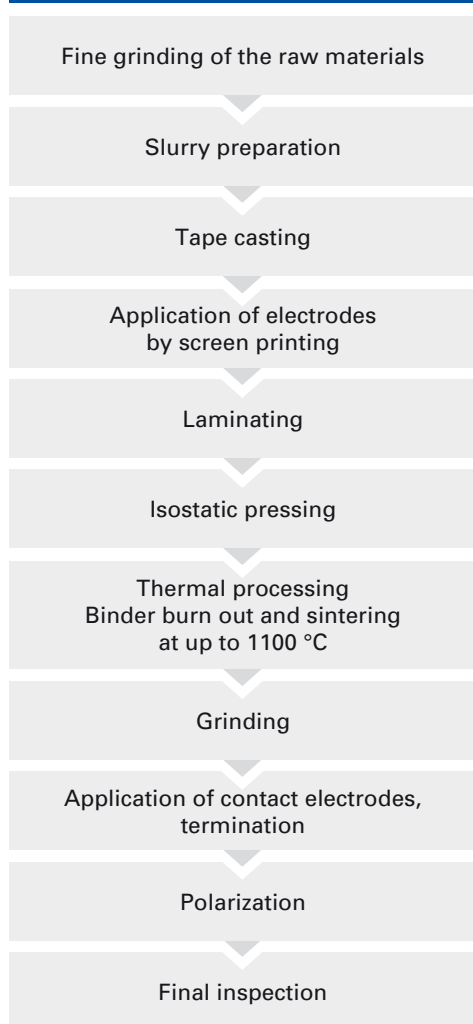 Fine grinding of the raw materials
Slurry preparation
Tape casting
Application of electrodes
by screen printing
Laminating
Isostatic pressing
Thermal processing
Binder burn out and sintering
at up to 1100 °C
Grinding
Application of contact electrodes,
termination
Polarization
Final inspection